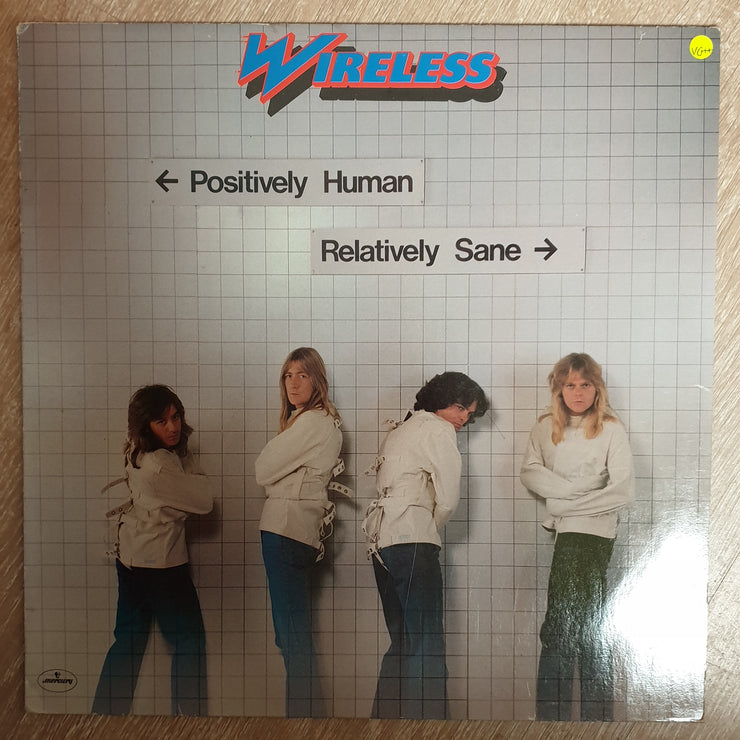 WIRELESS
VG++
← Positively Human
Relatively Sane →
mercury